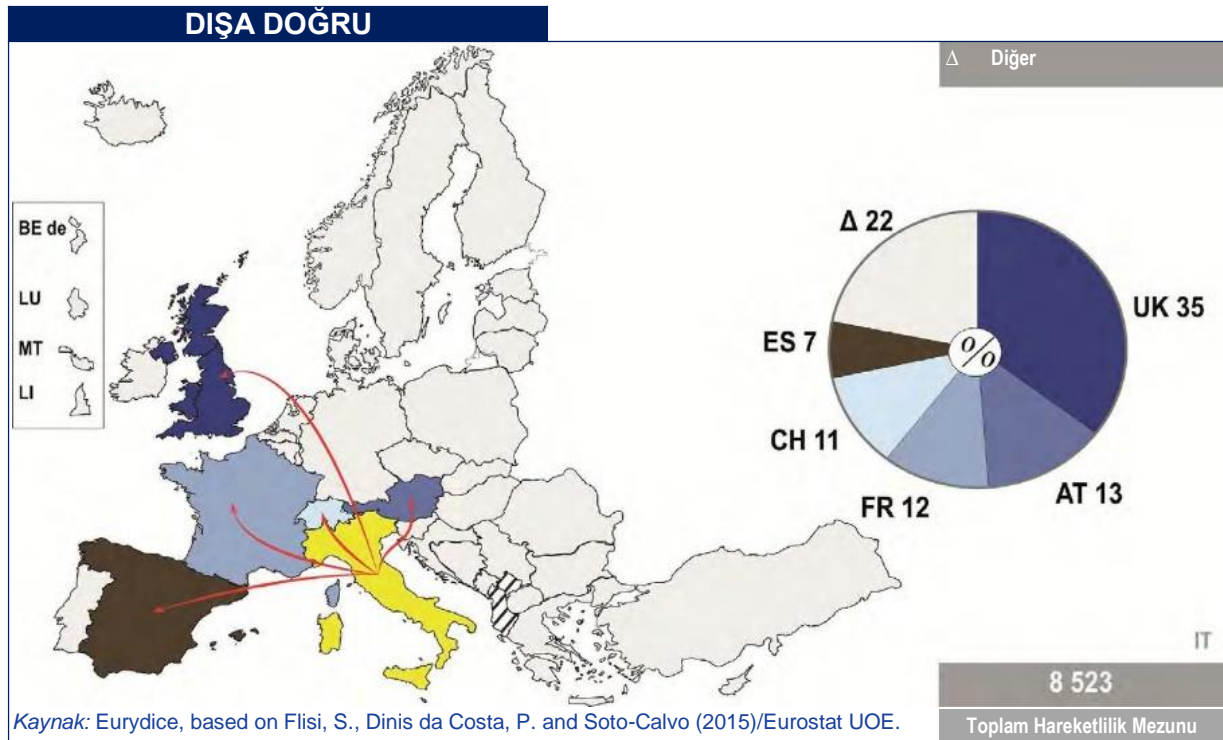 DIŞA DOĞRU
Δ Diğer
BE de
LU
MT
LI
Δ 22
UK 35
ES 7
%
CH 11
FR 12
AT 13
IT
8 523
Toplam Hareketlilik Mezunu
Kaynak: Eurydice, based on Flisi, S., Dinis da Costa, P. and Soto-Calvo (2015)/Eurostat UOE.